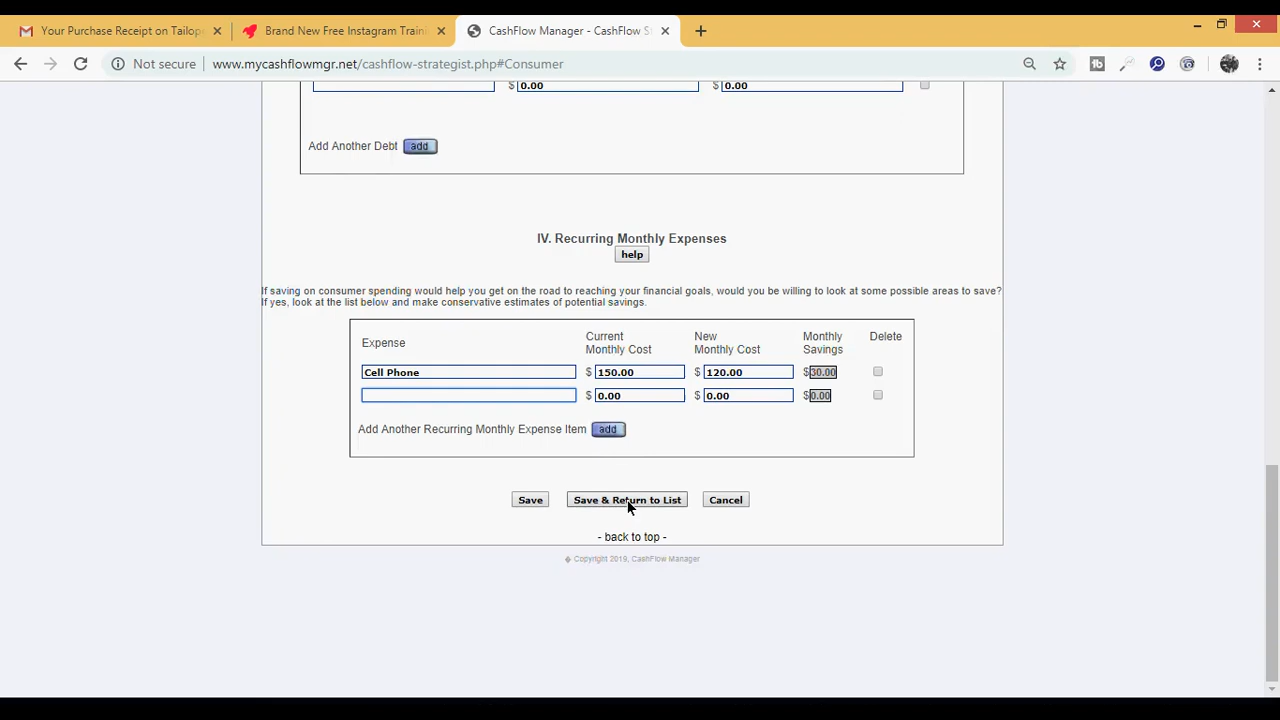 Your Purchase Receipt on Tailop
Brand New Free Instagram Traini
CashFlow Manager - CashFlow S
Not secure
www.mycashflowmgr.net/cashflow-strategist.php#Consumer
$ 0.00 $ 0.00
Add Another Debt add
IV. Recurring Monthly Expenses
help
If saving on consumer spending would help you get on the road to reaching your financial goals, would you be willing to look at some possible areas to save?
If yes, look at the list below and make conservative estimates of potential savings.
Expense Current Monthly Cost New Monthly Cost Monthly Savings Delete
Cell Phone $ 150.00 $ 120.00 $30.00
$ 0.00 $ 0.00 $0.00
Add Another Recurring Monthly Expense Item add
Save Save & Return to List Cancel
- back to top -
� Copyright 2019, CashFlow Manager